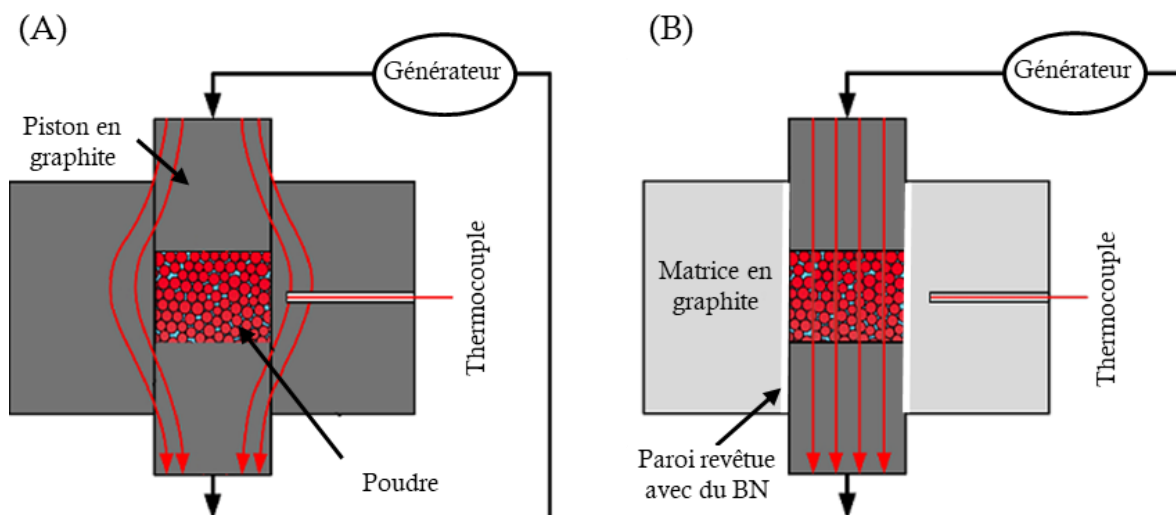 (A)
Générateur
Piston en
graphite
Thermocouple
Poudre
(B)
Générateur
Matrice en
graphite
Thermocouple
Paroi revêtue
avec du BN